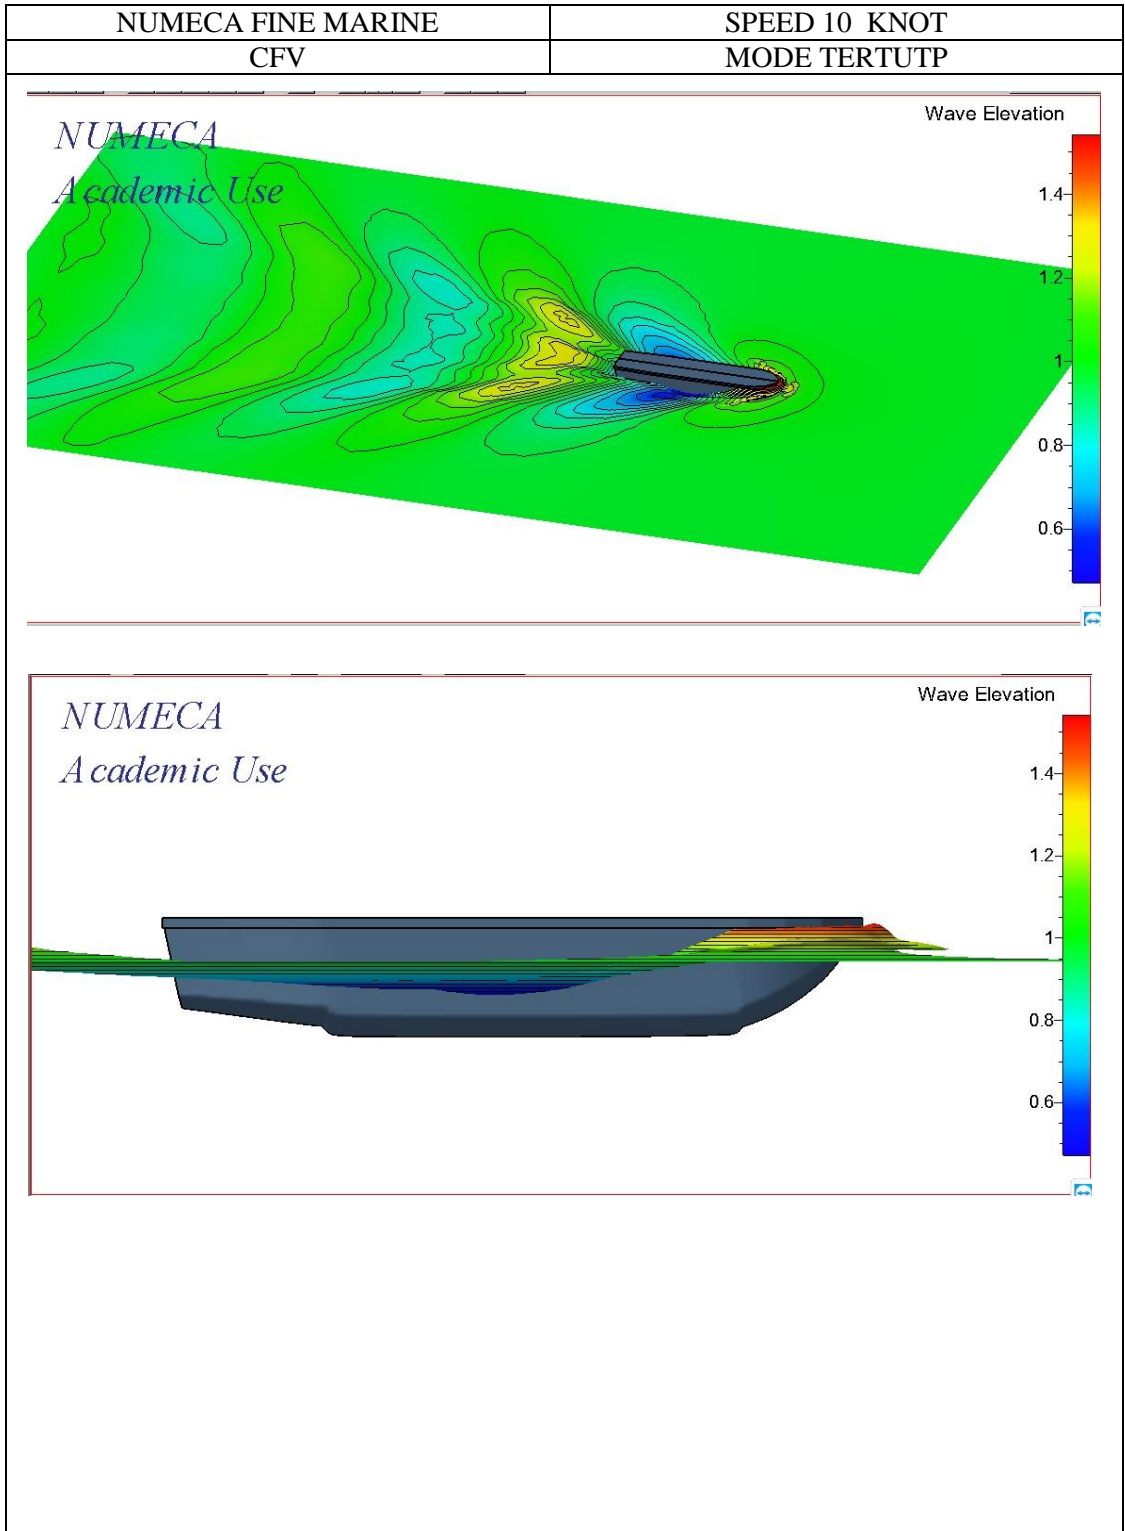 NUMECA FINE MARINE
SPEED 10 KNOT
CFV
MODE TERTUTP
NUMECA
Academic Use
Wave Elevation
1.4
1.2
1
0.8
0.6
NUMECA
Academic Use
Wave Elevation
1.4
1.2
1
0.8
0.6